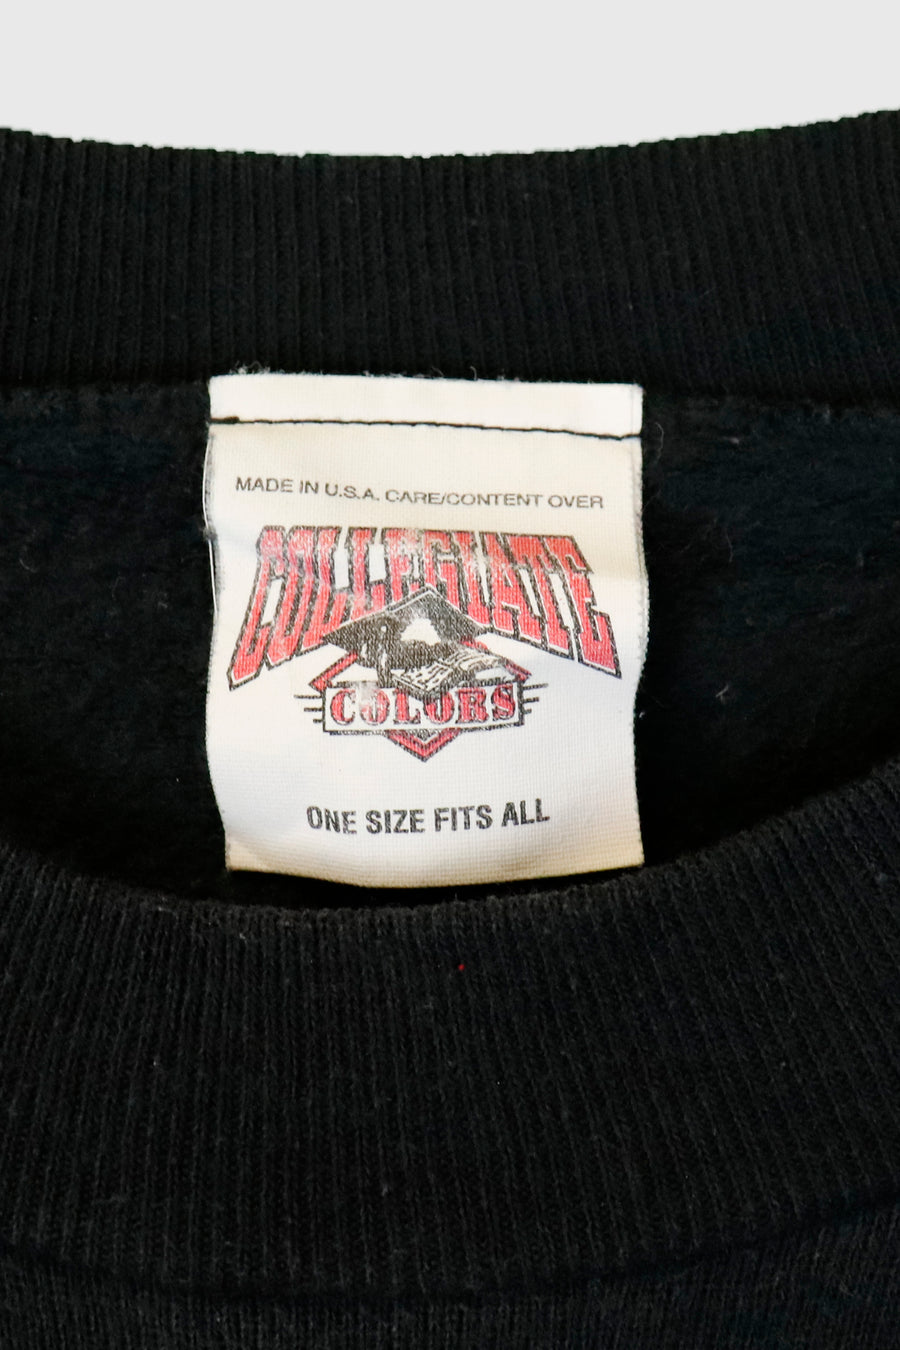 MADE IN U.S.A. CARE/CONTENT OVER
COLLEGIATE
COLORS
ONE SIZE FITS ALL